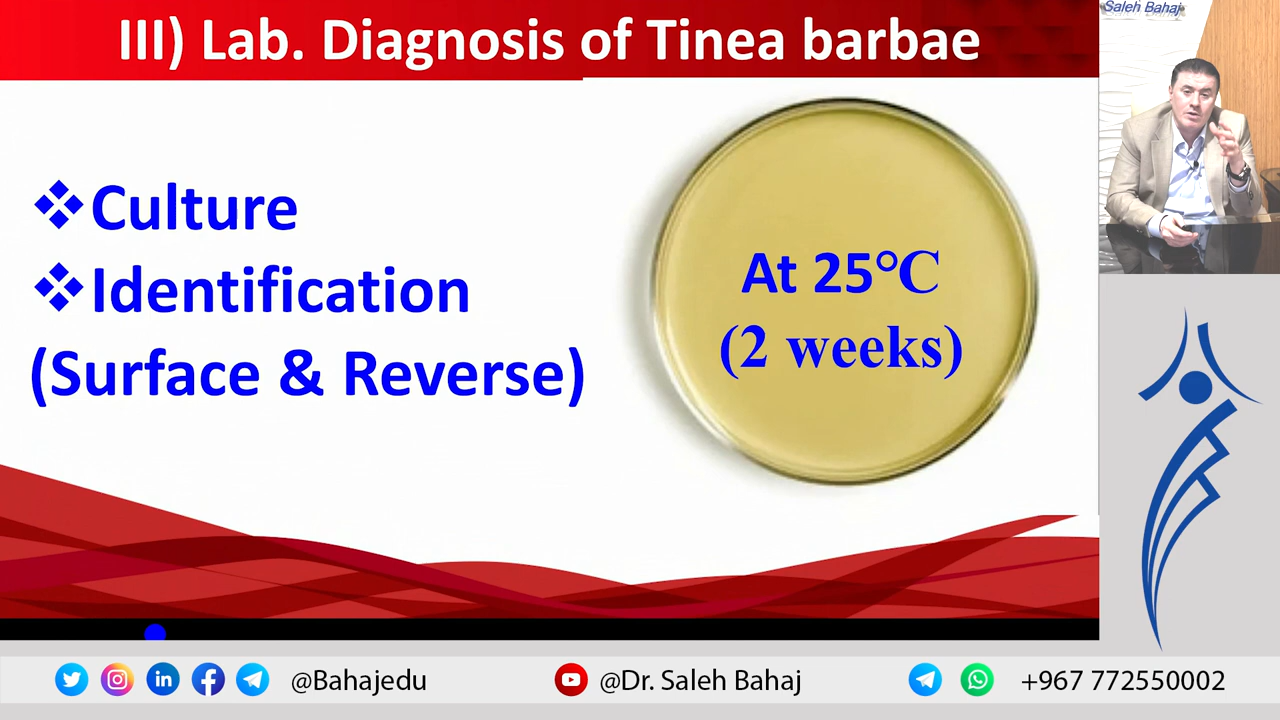 III) Lab. Diagnosis of Tinea barbae
Saleh Bahaj
❖Culture
❖Identification
(Surface & Reverse)
At 25°C
(2 weeks)
@Bahajedu
@Dr. Saleh Bahaj
+967 772550002